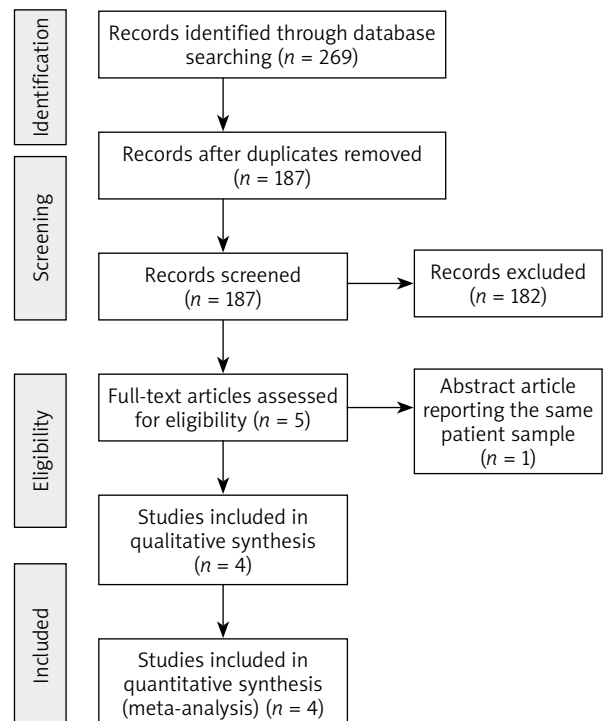 Identification
Records identified through database
searching (n = 269)
Records after duplicates removed
(n = 187)
Screening
Records screened
(n = 187)
Records excluded
(n = 182)
Eligibility
Full-text articles assessed
for eligibility (n = 5)
Abstract article
reporting the same
patient sample
(n = 1)
Studies included in
qualitative synthesis
(n = 4)
Included
Studies included in
quantitative synthesis
(meta-analysis) (n = 4)